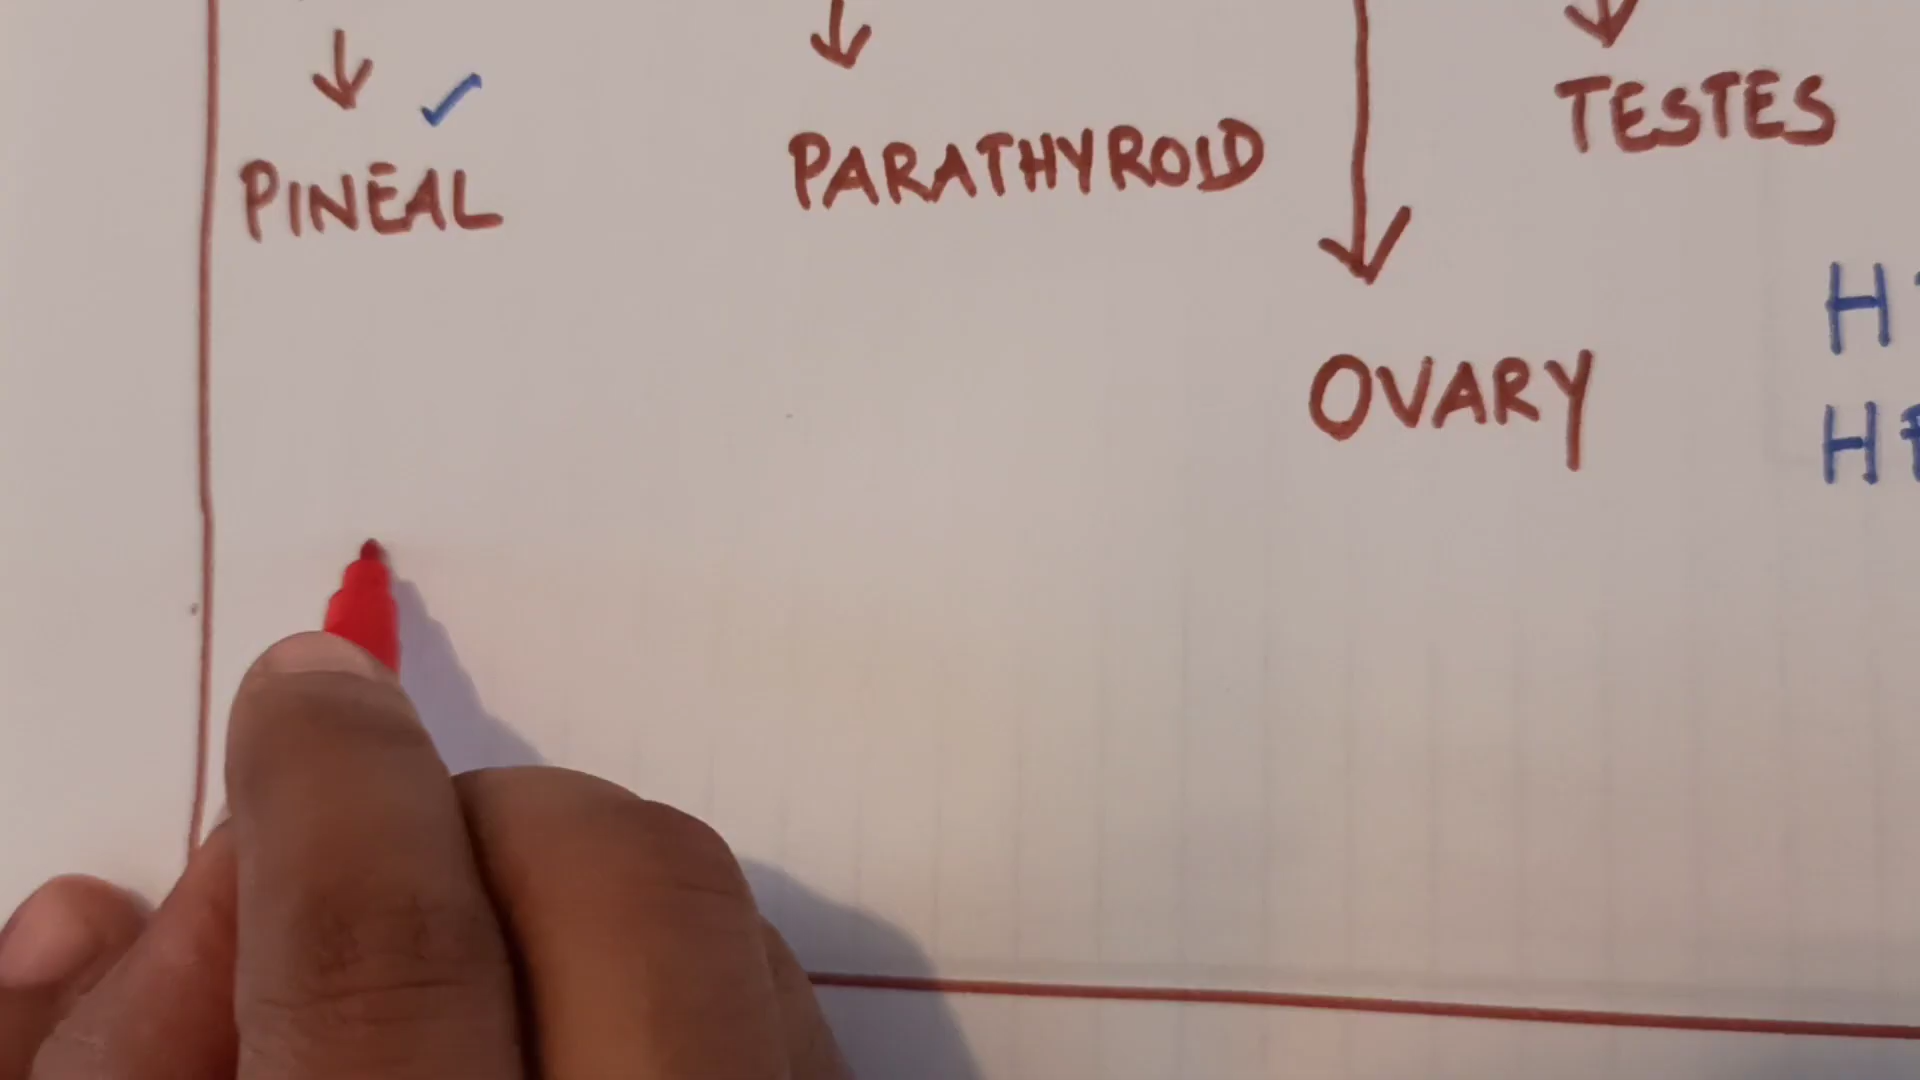 PINEAL
PARATHYROID
TESTES
OVARY
H
H